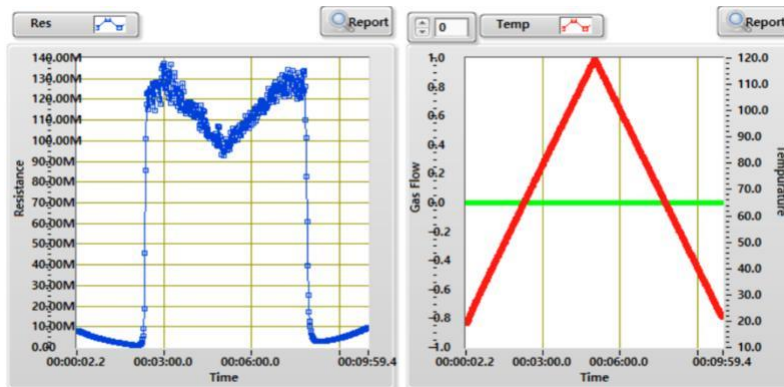 Res
Report
140.00M
130.00M
120.00M
110.00M
100.00M
90.00M
80.00M
70.00M
60.00M
50.00M
40.00M
30.00M
20.00M
10.00M
0.00
Resistance
00:00:02.2
00:03:00.0
00:06:00.0
00:09:59.4
Time
0
Temp
Report
1.0
0.8
0.6
0.4
0.2
0.0
-0.2
-0.4
-0.6
-0.8
-1.0
Gas Flow
120.0
110.0
100.0
90.0
80.0
70.0
60.0
50.0
40.0
30.0
20.0
10.0
Tempurature
00:00:02.2
00:03:00.0
00:06:00.0
00:09:59.4
Time